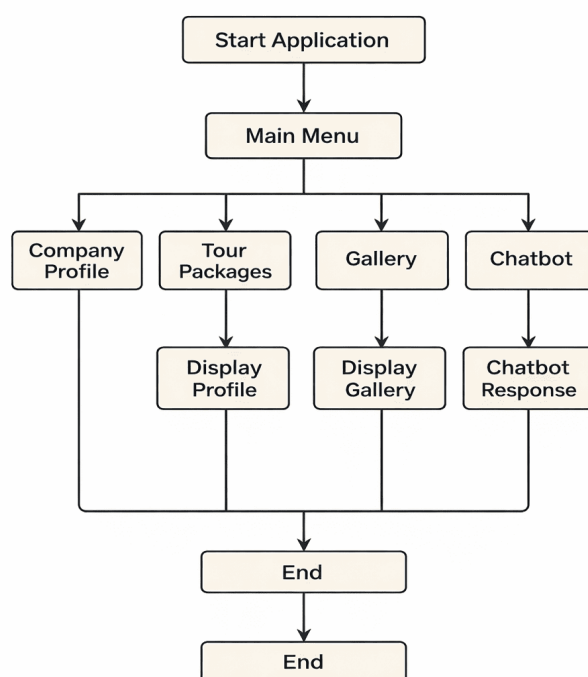 Start Application
Main Menu
Company
Profile
Tour
Packages
Gallery
Chatbot
Display
Profile
Display
Gallery
Chatbot
Response
End
End